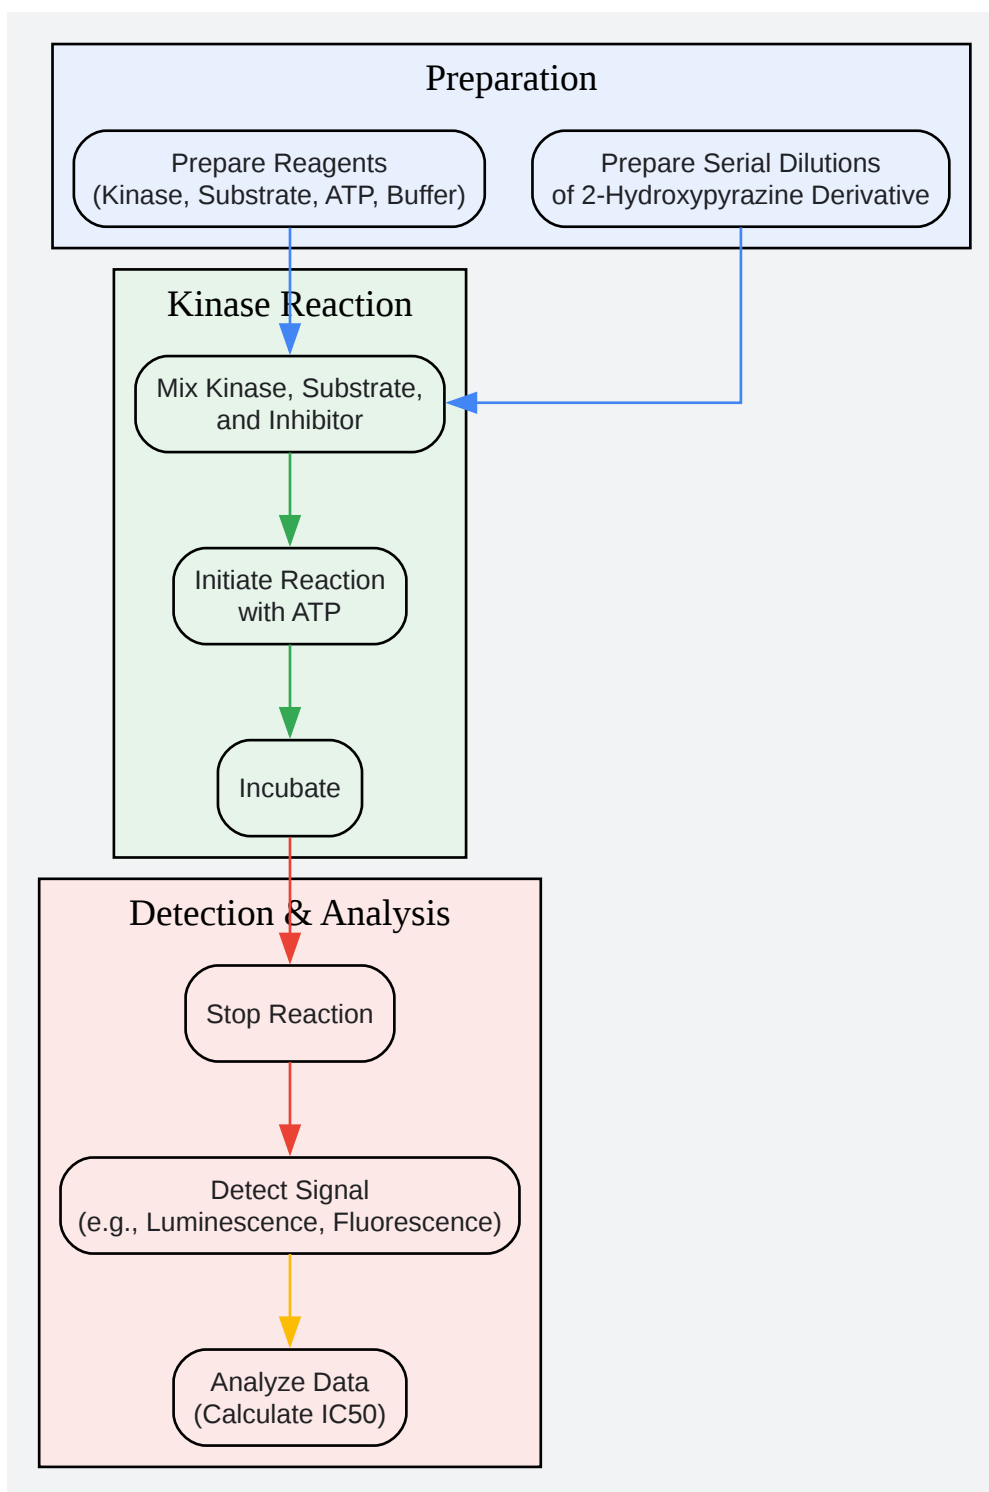 Preparation
Prepare Reagents
(Kinase, Substrate, ATP, Buffer)
Prepare Serial Dilutions
of 2-Hydroxypyrazine Derivative
Kinase Reaction
Mix Kinase, Substrate,
and Inhibitor
Initiate Reaction
with ATP
Incubate
Detection & Analysis
Stop Reaction
Detect Signal
(e.g., Luminescence, Fluorescence)
Analyze Data
(Calculate IC50)